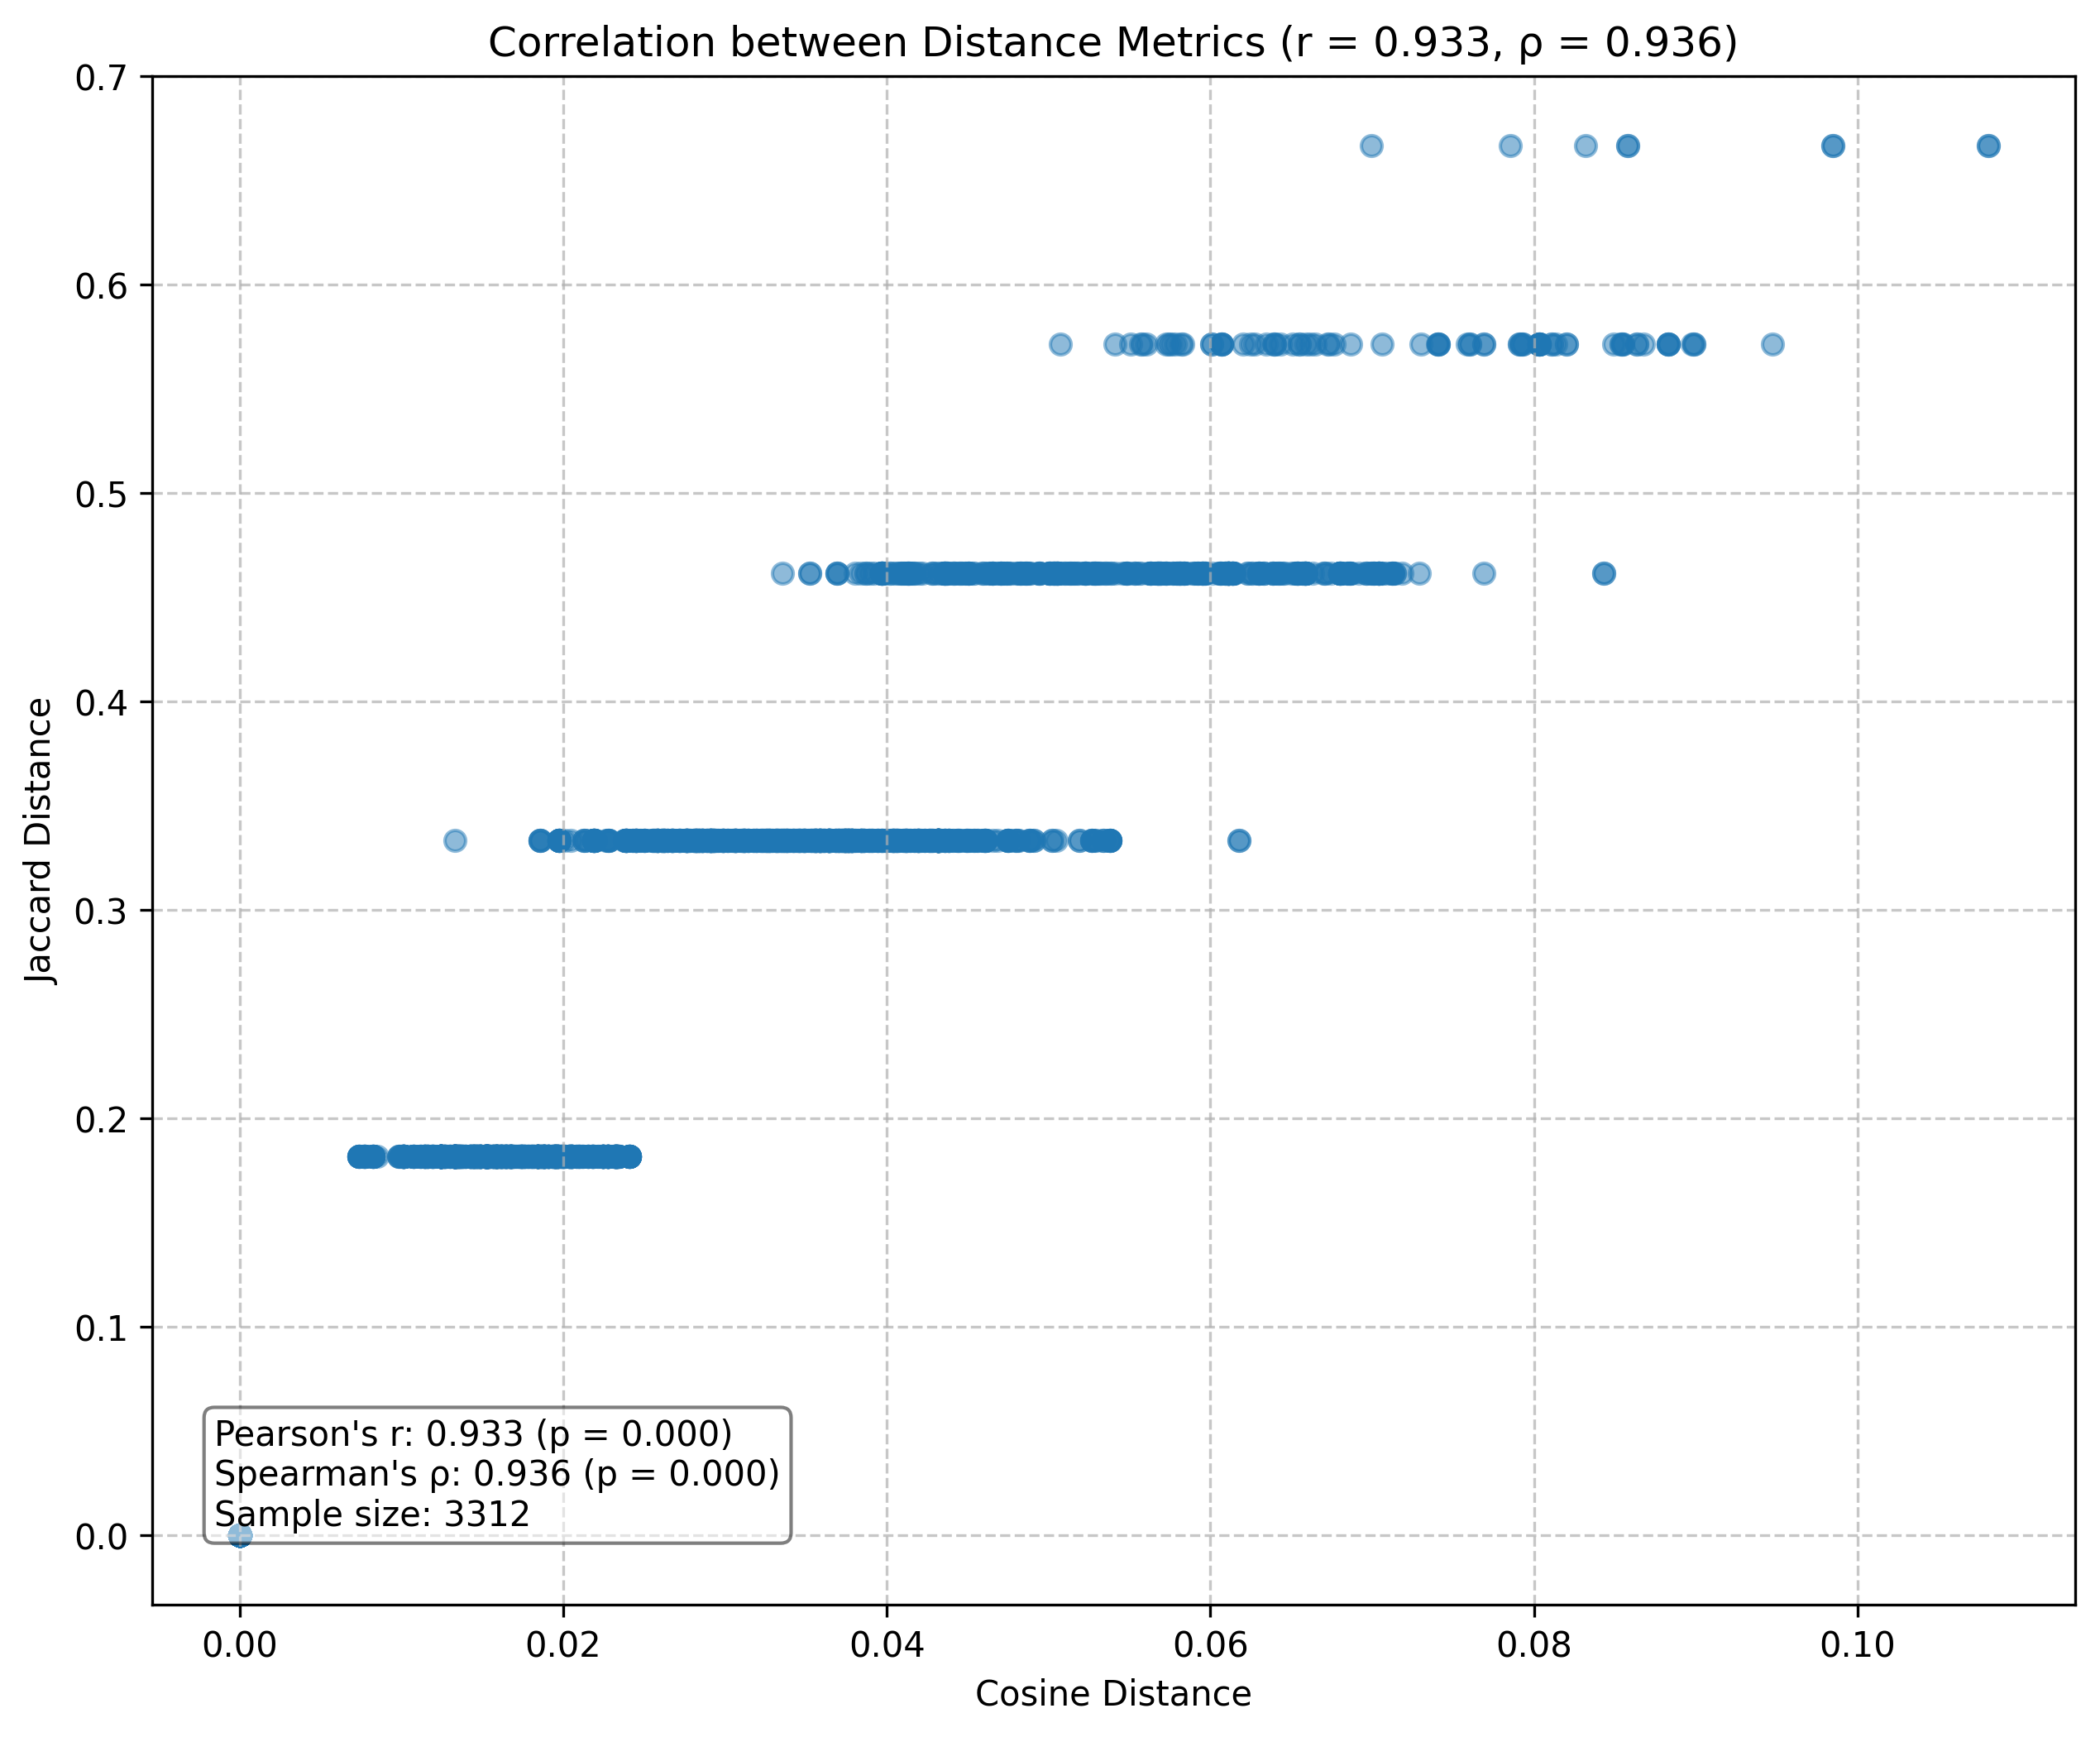 Correlation between Distance Metrics (r = 0.933, ρ = 0.936)
0.7
0.6
0.5
0.4
0.3
0.2
0.1
0.0
Jaccard Distance
Pearson's r: 0.933 (p = 0.000)
Spearman's ρ: 0.936 (p = 0.000)
Sample size: 3312
0.00 0.02 0.04 0.06 0.08 0.10
Cosine Distance